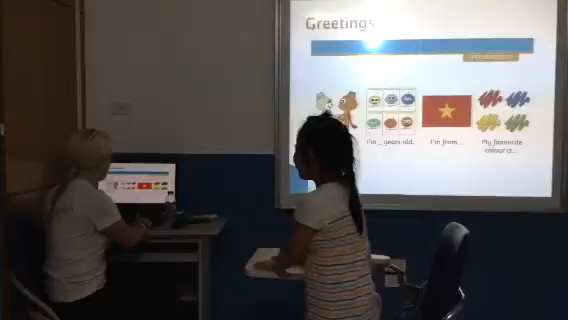 Greetings
I'm _ years old.
I'm from...
My favourite
colour is...